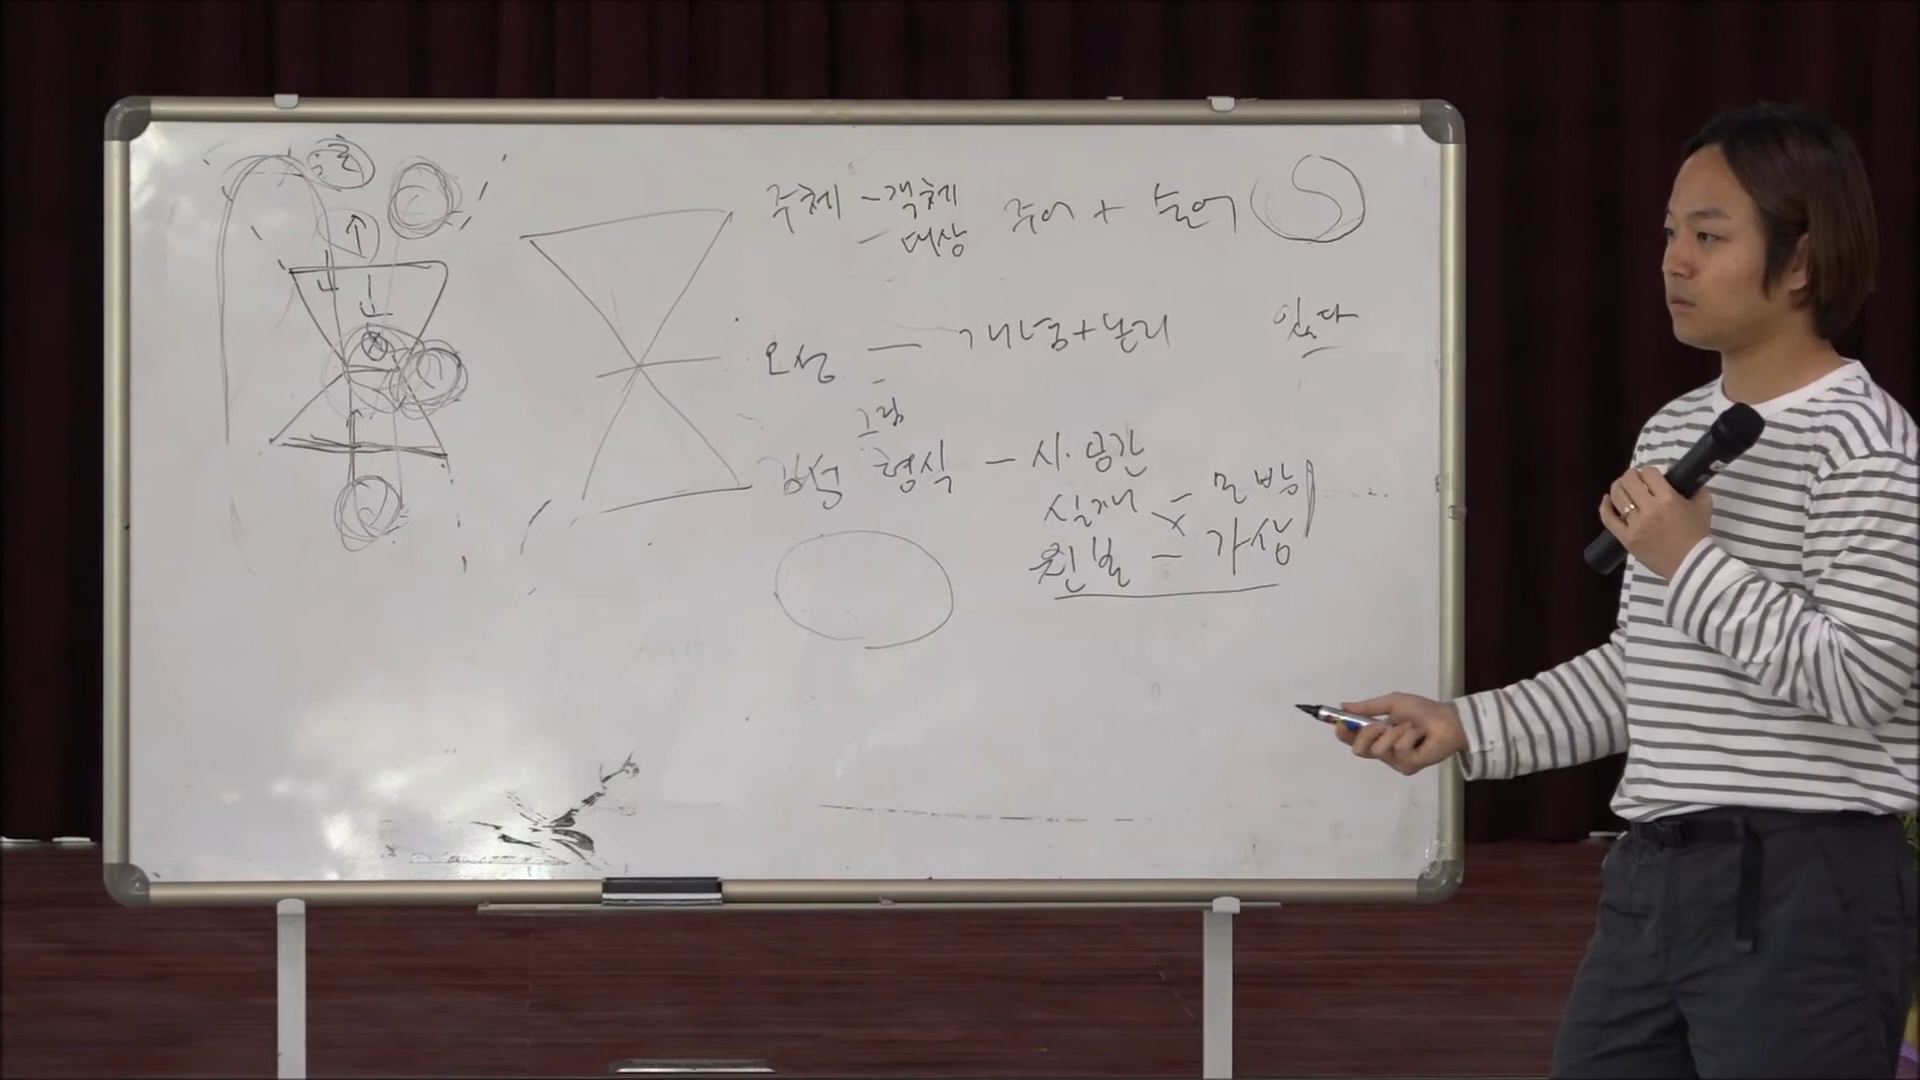 주체 - 객체 주어 + 술어
- 대상
있다
오성 — 개념+논리
그림
감성 형식 - 시·공간
실재 - 모방
원본 - 가상